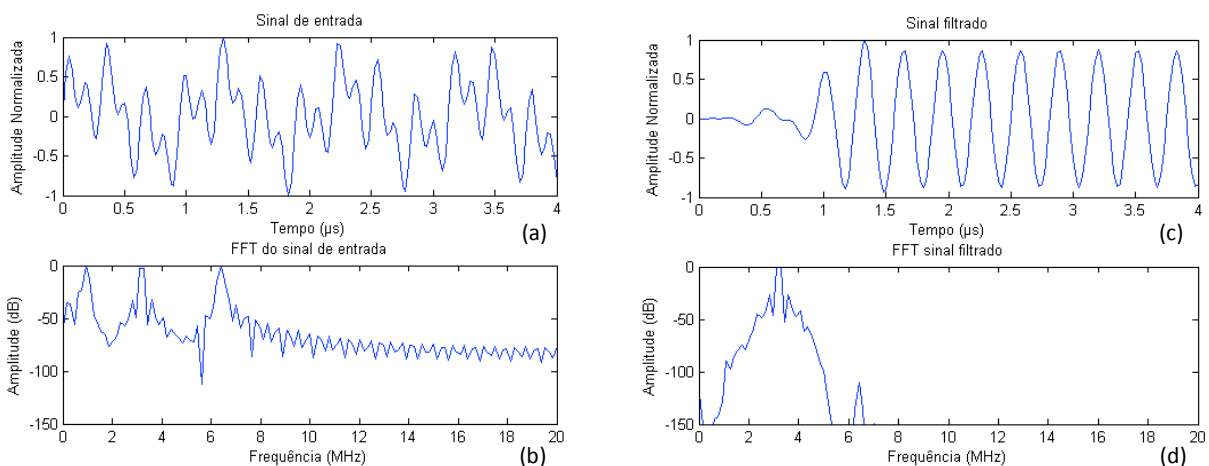 Sinal de entrada
Amplitude Normalizada
1
0.5
0
-0.5
-1
0 0.5 1 1.5 2 2.5 3 3.5 4
Tempo (µs)
(a)
FFT do sinal de entrada
Amplitude (dB)
0
-50
-100
-150
0 2 4 6 8 10 12 14 16 18 20
Frequência (MHz)
(b)
Sinal filtrado
Amplitude Normalizada
1
0.5
0
-0.5
-1
0 0.5 1 1.5 2 2.5 3 3.5 4
Tempo (µs)
(c)
FFT sinal filtrado
Amplitude (dB)
0
-50
-100
-150
0 2 4 6 8 10 12 14 16 18 20
Frequência (MHz)
(d)